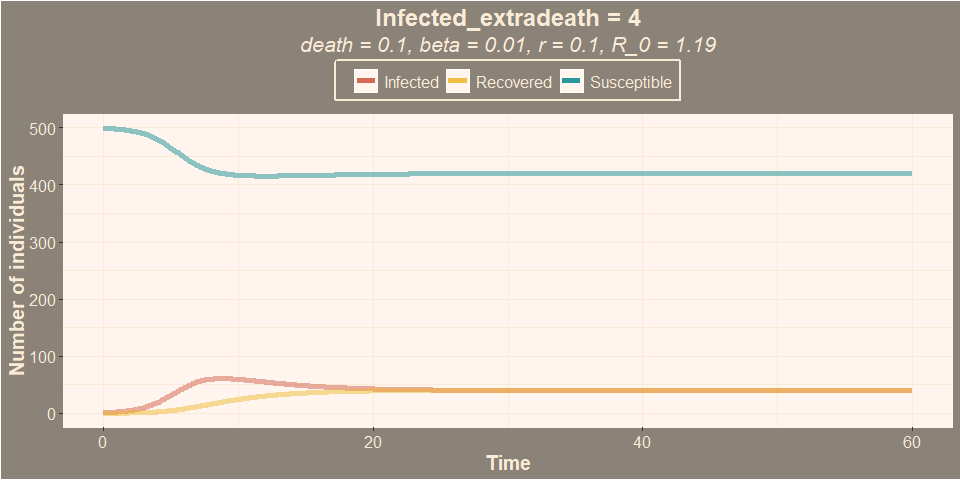 Infected_extradeath = 4
death = 0.1, beta = 0.01, r = 0.1, R_0 = 1.19
Infected Recovered Susceptible
Number of individuals
500
400
300
200
100
0
0 20 40 60
Time